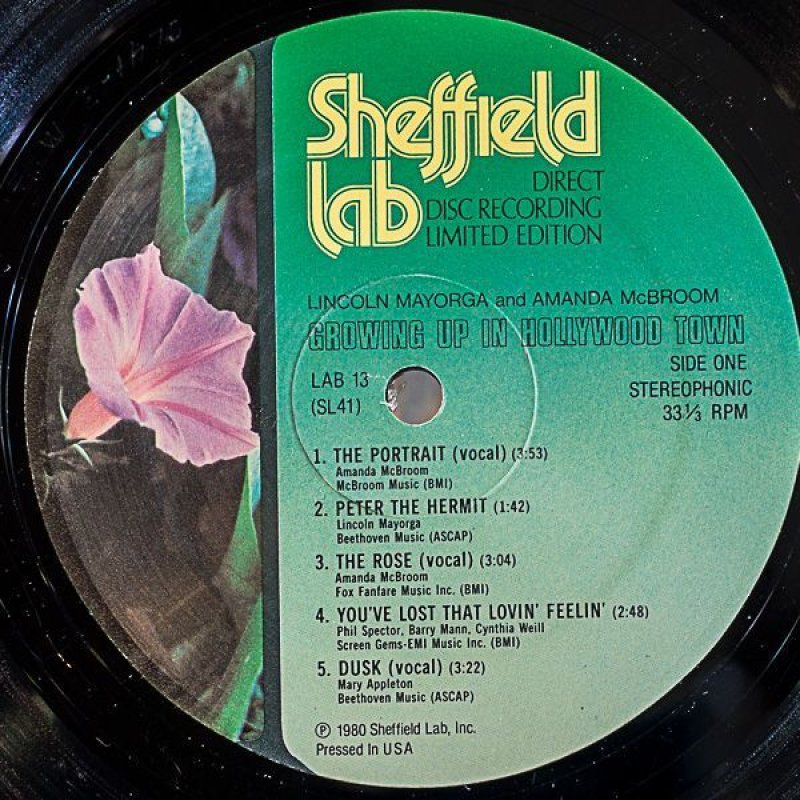 Sheffield
Lab
DIRECT
DISC RECORDING
LIMITED EDITION
LINCOLN MAYORGA and AMANDA McBROOM
GROWING UP IN HOLLYWOOD TOWN
SIDE ONE
LAB 13
STEREOPHONIC
(SL41)
33⅓ RPM
1. THE PORTRAIT (vocal) (3:53)
Amanda McBroom
McBroom Music (BMI)
2. PETER THE HERMIT (1:42)
Lincoln Mayorga
Beethoven Music (ASCAP)
3. THE ROSE (vocal) (3:04)
Amanda McBroom
Fox Fanfare Music Inc. (BMI)
4. YOU'VE LOST THAT LOVIN' FEELIN' (2:48)
Phil Spector, Barry Mann, Cynthia Weill
Screen Gems-EMI Music Inc. (BMI)
5. DUSK (vocal) (3:22)
Mary Appleton
Beethoven Music (ASCAP)
℗ 1980 Sheffield Lab, Inc.
Pressed In USA